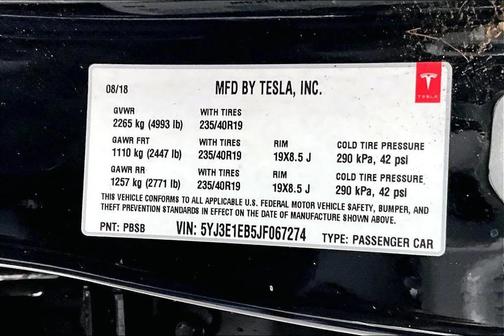 08/18 MFD BY TESLA, INC.
TESLA
GVWR WITH TIRES
2265 kg (4993 lb) 235/40R19
GAWR FRT WITH TIRES RIM COLD TIRE PRESSURE
1110 kg (2447 lb) 235/40R19 19X8.5 J 290 kPa, 42 psi
GAWR RR WITH TIRES RIM COLD TIRE PRESSURE
1257 kg (2771 lb) 235/40R19 19X8.5 J 290 kPa, 42 psi
THIS VEHICLE CONFORMS TO ALL APPLICABLE U.S. FEDERAL MOTOR VEHICLE SAFETY, BUMPER, AND
THEFT PREVENTION STANDARDS IN EFFECT ON THE DATE OF MANUFACTURE SHOWN ABOVE.
PNT: PBSB VIN: 5YJ3E1EB5JF067274 TYPE: PASSENGER CAR